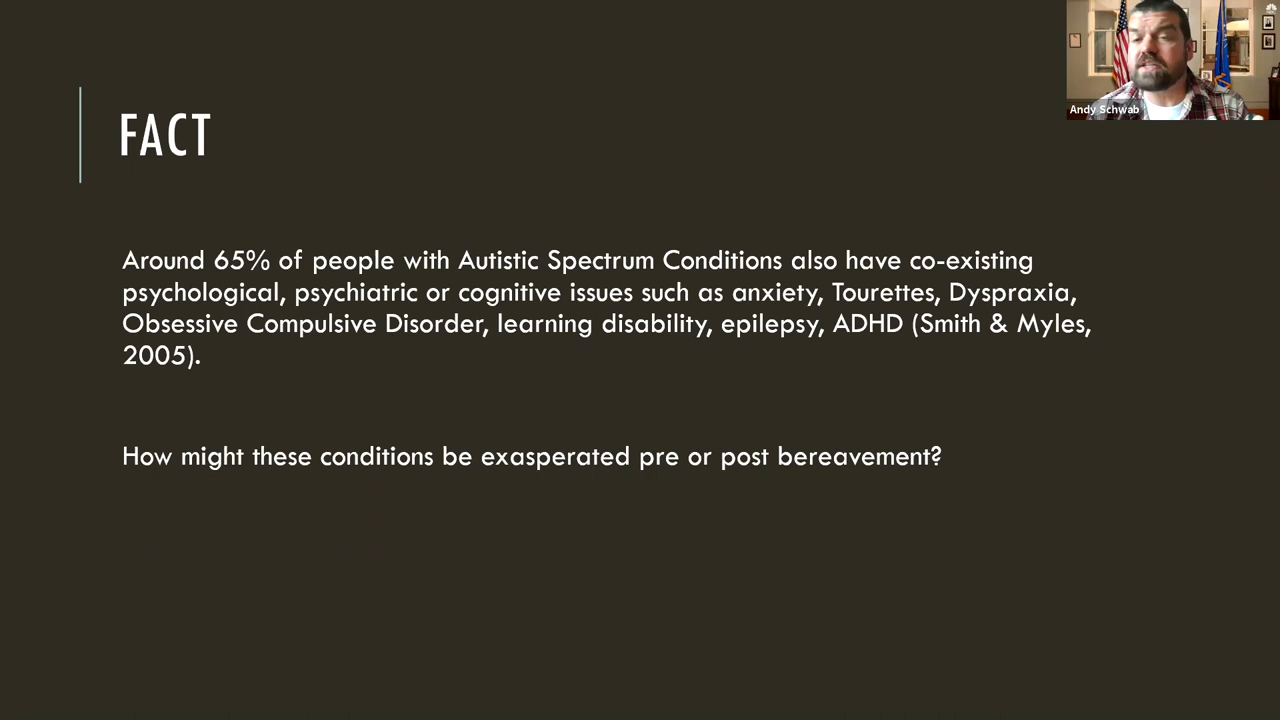 Andy Schwab
FACT
Around 65% of people with Autistic Spectrum Conditions also have co-existing
psychological, psychiatric or cognitive issues such as anxiety, Tourettes, Dyspraxia,
Obsessive Compulsive Disorder, learning disability, epilepsy, ADHD (Smith & Myles,
2005).
How might these conditions be exasperated pre or post bereavement?